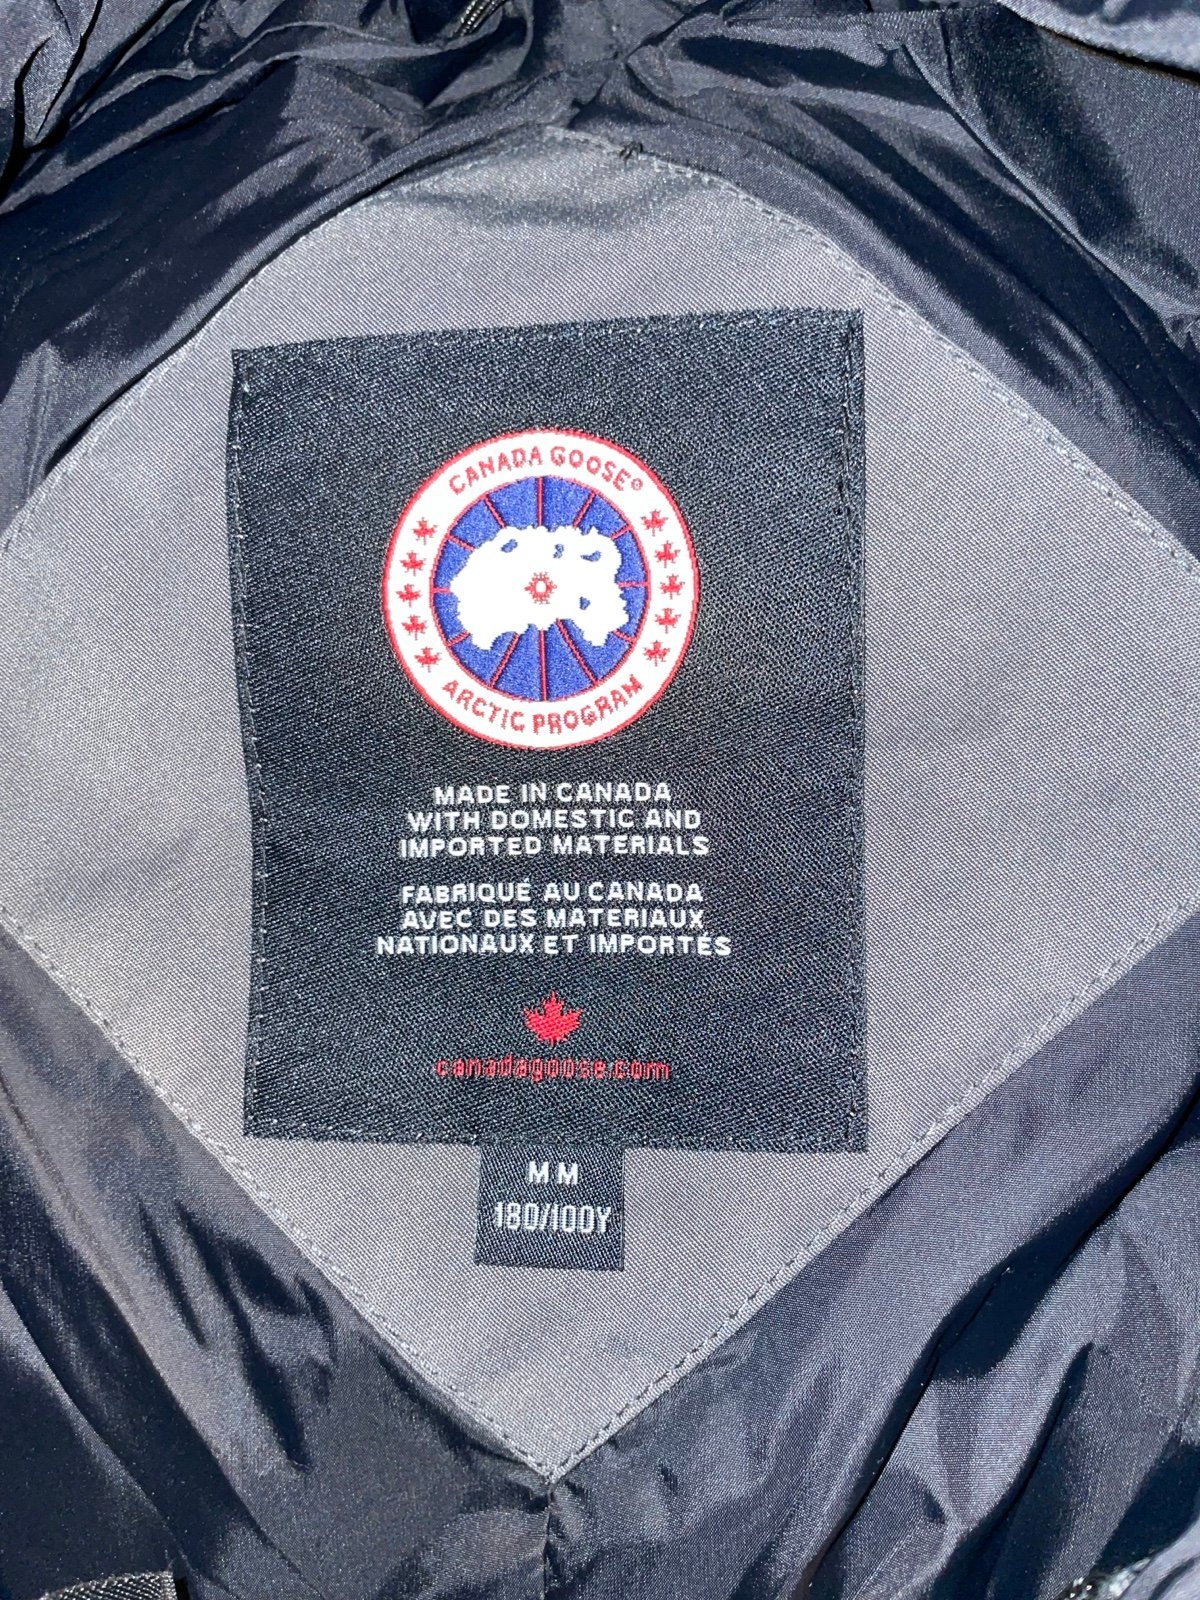 CANADA GOOSE®
ARCTIC PROGRAM
MADE IN CANADA
WITH DOMESTIC AND
IMPORTED MATERIALS
FABRIQUÉ AU CANADA
AVEC DES MATERIAUX
NATIONAUX ET IMPORTÉS
canadagoose.com
M M
180/100Y